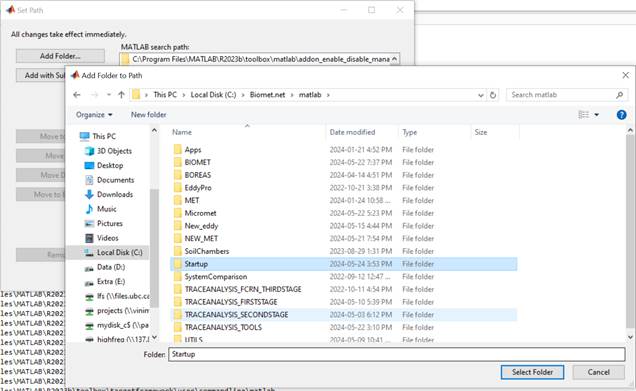 Set Path
All changes take effect immediately.
MATLAB search path:
Add Folder...
C:\Program Files\MATLAB\R2023b\toolbox\matlab\addon_enable_disable_mana
Add with Sul
Add Folder to Path
This PC > Local Disk (C:) > Biomet.net > matlab >
Search matlab
Organize New folder
Name Date modified Type Size
This PC
3D Objects
Desktop
Documents
Downloads
Music
Pictures
Videos
Local Disk (C:)
Data (D:)
Extra (E:)
lfs (\\files.ubc.ca
projects (\\vinim
mydisk_c$ (\\pa
highfreq (\\137.8
Apps 2024-01-21 4:52 PM File folder
BIOMET 2024-05-22 7:37 PM File folder
BOREAS 2024-04-14 4:51 PM File folder
EddyPro 2022-10-21 3:38 PM File folder
MET 2024-01-24 10:58 ... File folder
Micromet 2024-05-22 5:23 PM File folder
New_eddy 2024-05-15 4:44 PM File folder
NEW_MET 2024-05-21 7:54 PM File folder
SoilChambers 2023-08-29 1:31 PM File folder
Startup 2024-05-24 3:53 PM File folder
SystemComparison 2022-09-12 12:47 ... File folder
TRACEANALYSIS_FCRN_THIRDSTAGE 2022-10-11 4:54 PM File folder
TRACEANALYSIS_FIRSTSTAGE 2024-05-10 5:39 PM File folder
TRACEANALYSIS_SECONDSTAGE 2024-05-03 6:12 PM File folder
TRACEANALYSIS_TOOLS 2024-05-22 3:10 PM File folder
UTILS 2024-05-09 10:41 ... File folder
Move to
Move
Move D
Move to E
Rem
Folder: Startup
Select Folder Cancel
les\MATLAB\R2023
les\MATLAB\R2023
les\MATLAB\R2023
les\MATLAB\R2023
les\MATLAB\R2023
les\MATLAB\R2023
les\MATLAB\R2023
les\MATLAB\R2023